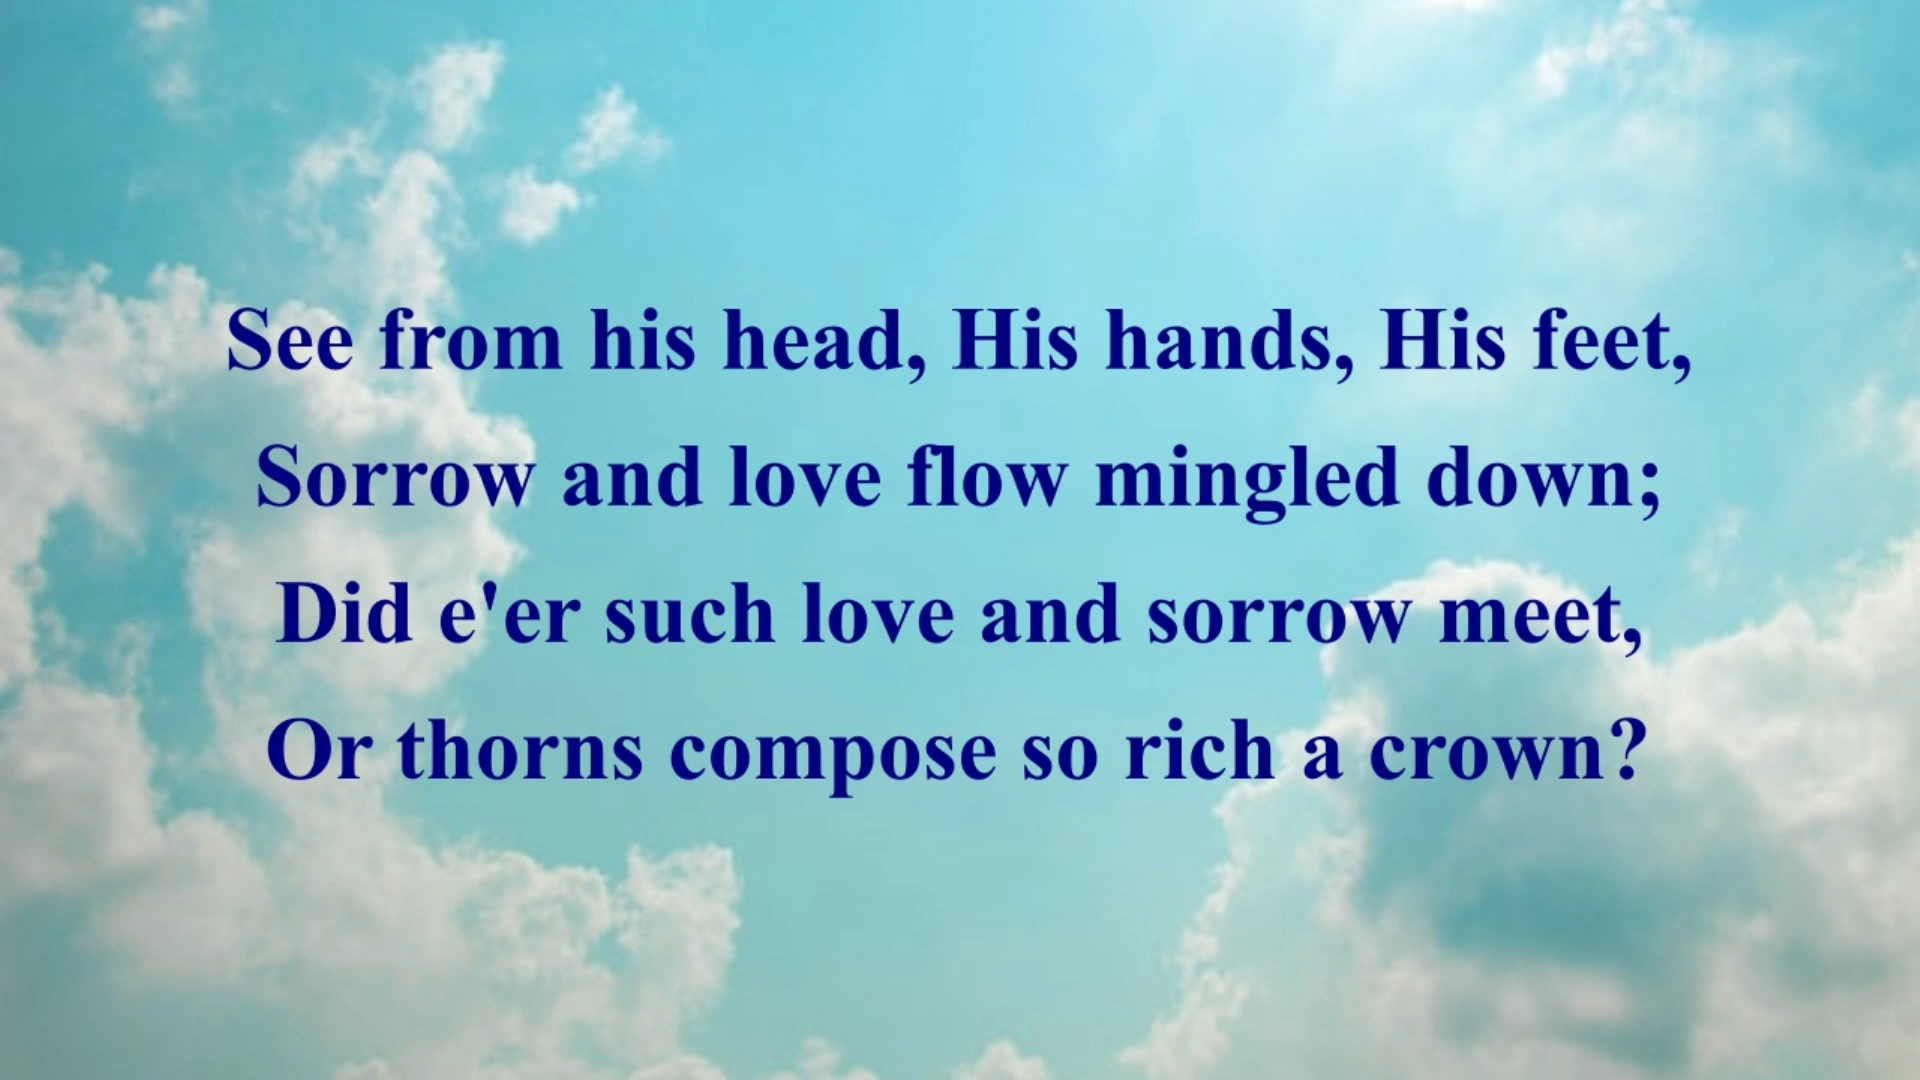 See from his head, His hands, His feet,
Sorrow and love flow mingled down;
Did e'er such love and sorrow meet,
Or thorns compose so rich a crown?